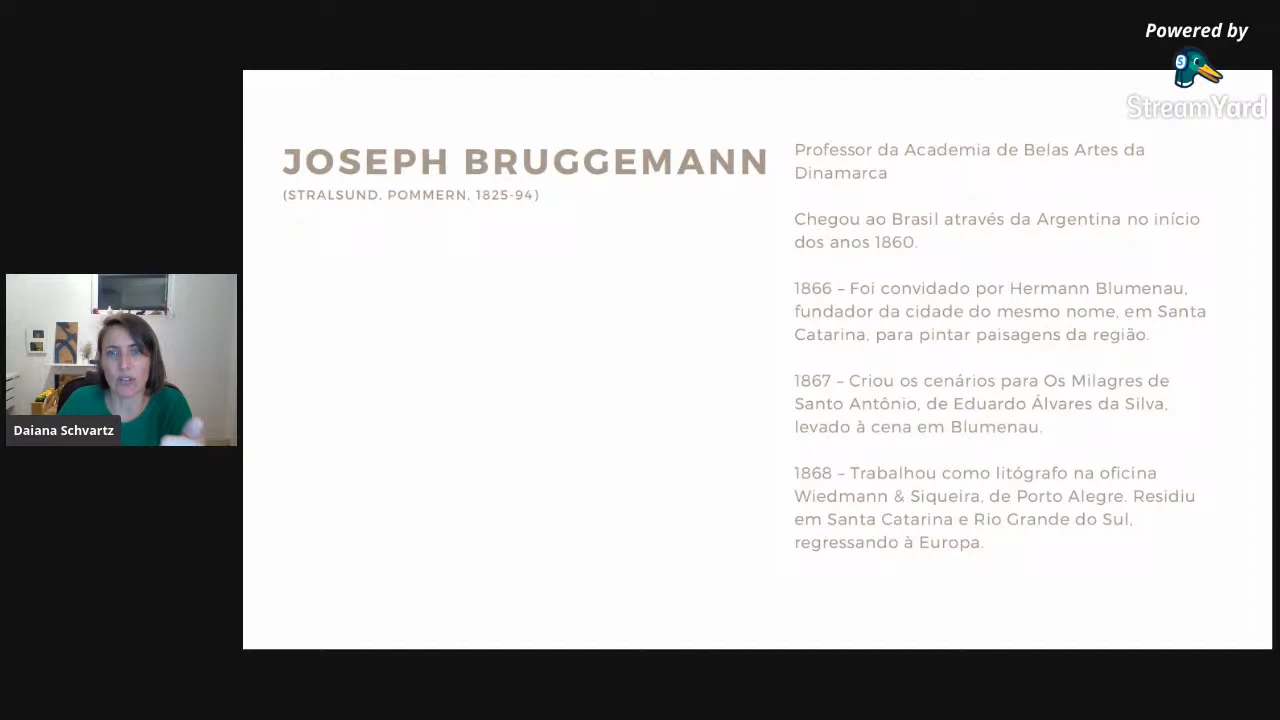 Powered by
StreamYard
JOSEPH BRUGGEMANN
(STRALSUND, POMMERN, 1825-94)
Professor da Academia de Belas Artes da
Dinamarca
Chegou ao Brasil através da Argentina no início
dos anos 1860.
1866 – Foi convidado por Hermann Blumenau,
fundador da cidade do mesmo nome, em Santa
Catarina, para pintar paisagens da região.
1867 – Criou os cenários para Os Milagres de
Santo Antônio, de Eduardo Álvares da Silva,
levado à cena em Blumenau.
1868 – Trabalhou como litógrafo na oficina
Wiedmann & Siqueira, de Porto Alegre. Residiu
em Santa Catarina e Rio Grande do Sul,
regressando à Europa.
Daiana Schvartz